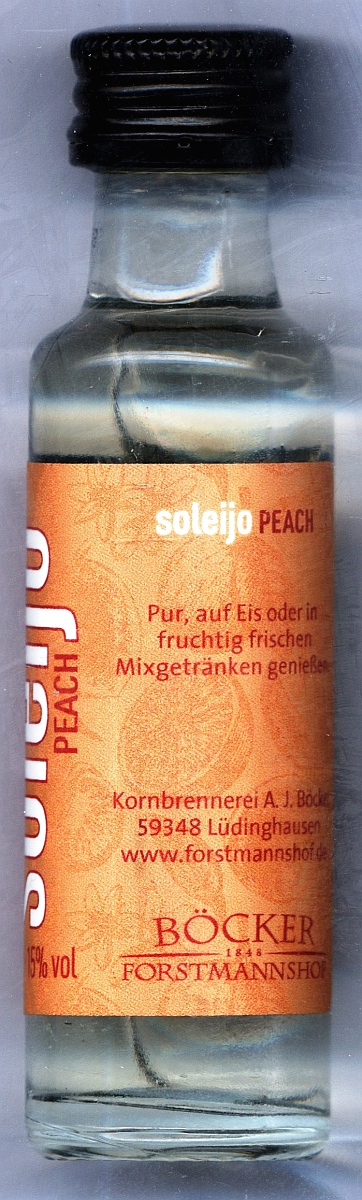 soleijo PEACH
Pur, auf Eis oder in
fruchtig frischen
Mixgetränken genießen
Kornbrennerei A. J. Böcker
59348 Lüdinghausen
www.forstmannshof.de
BÖCKER
1848
FORSTMANNSHOF
soleijo
PEACH
15% vol